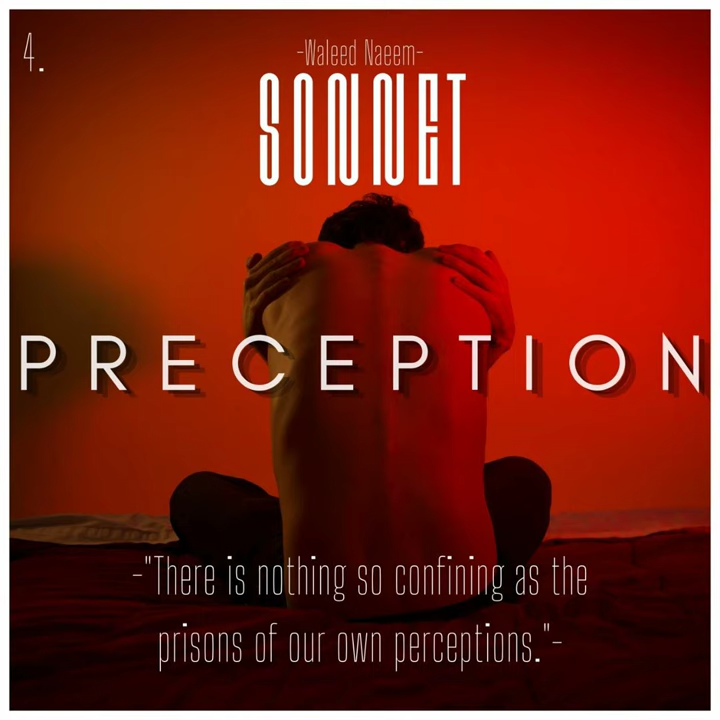 4.
-Waleed Naeem-
SONNET
PRECEPTION
-"There is nothing so confining as the
prisons of our own perceptions."-